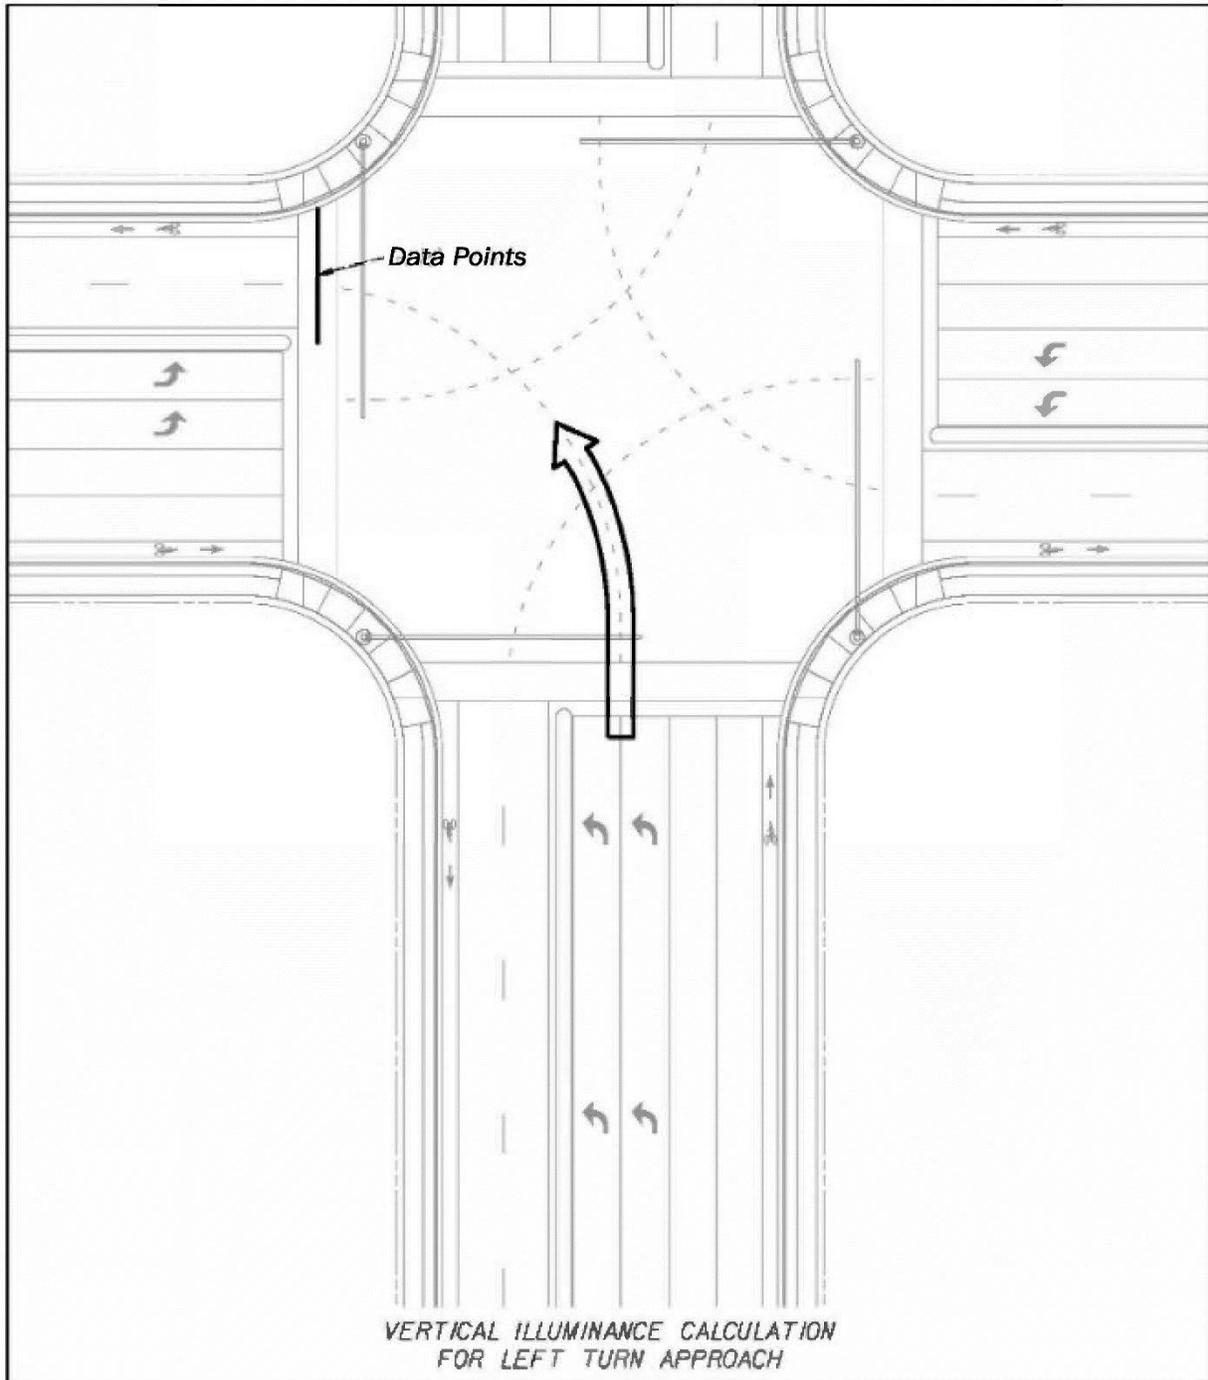 Data Points
VERTICAL ILLUMINANCE CALCULATION
FOR LEFT TURN APPROACH